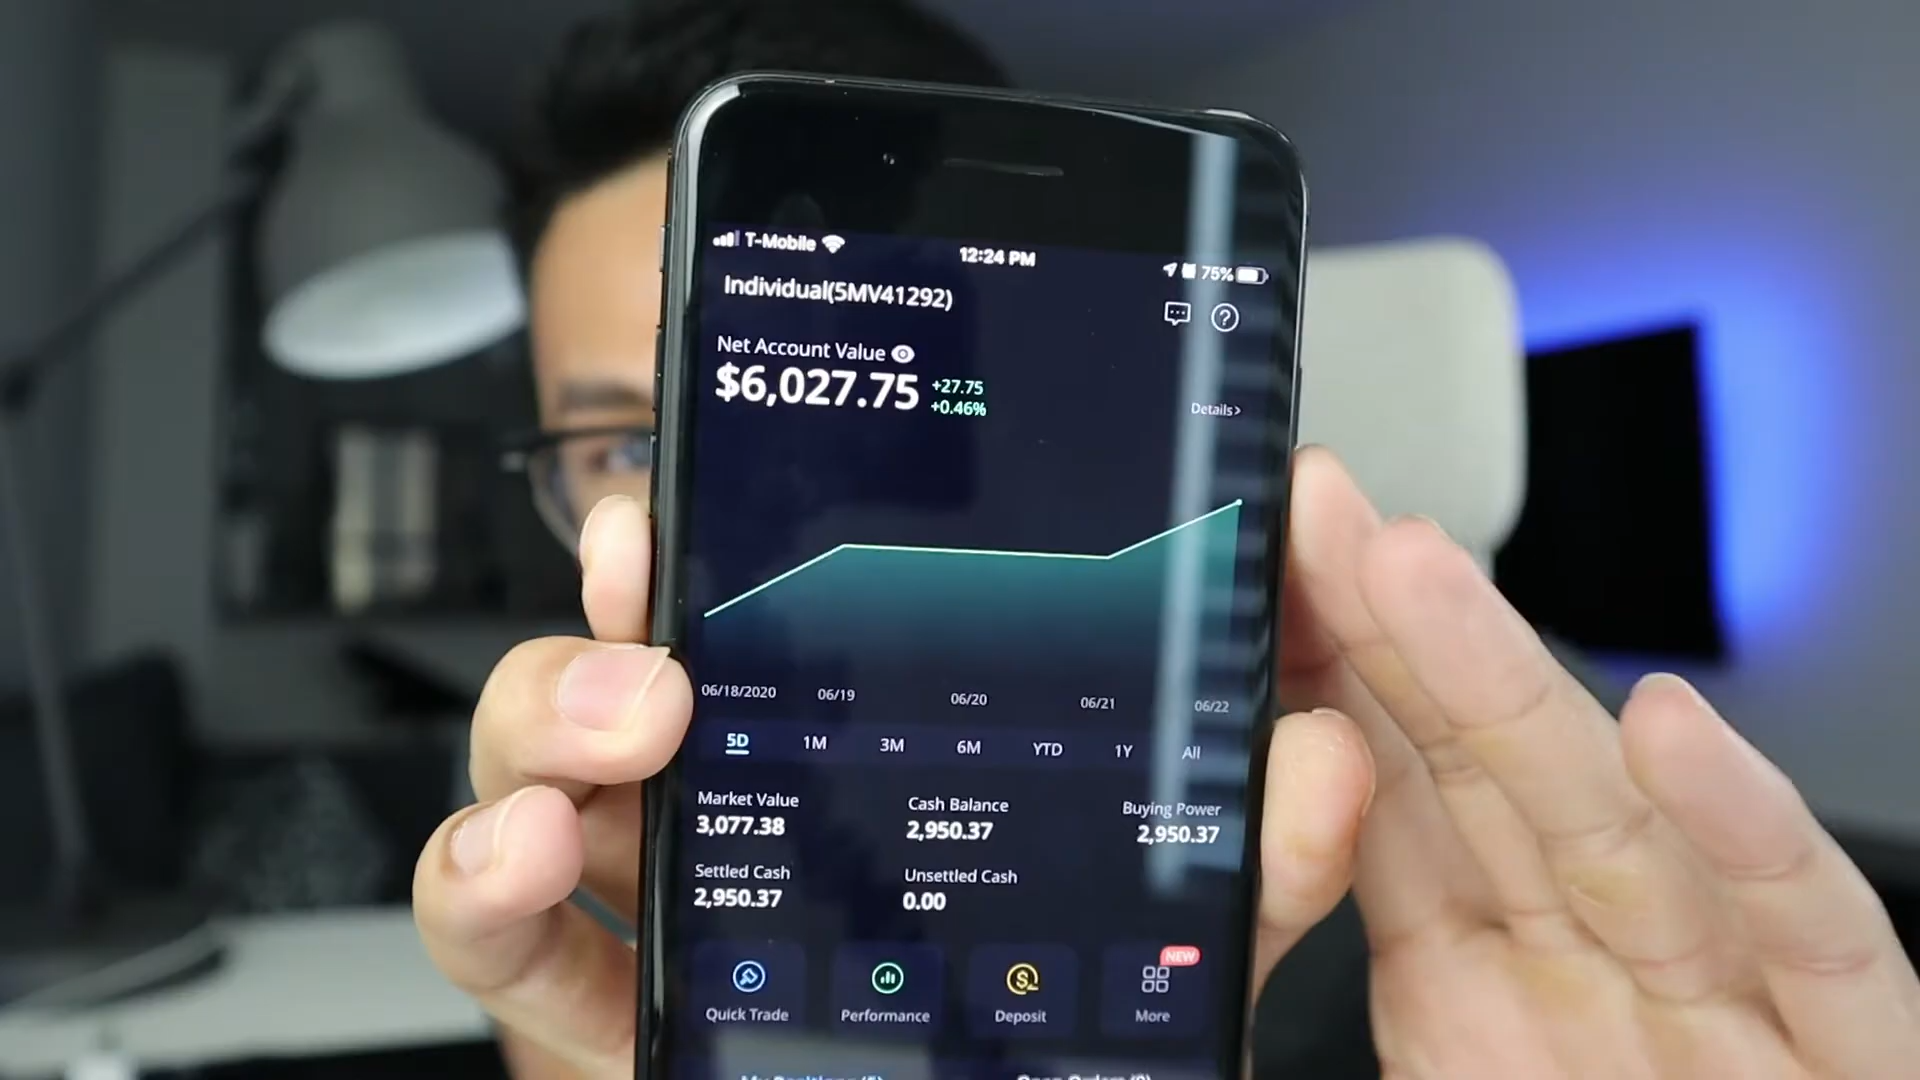 T-Mobile
12:24 PM
75%
Individual(5MV41292)
Net Account Value
$6,027.75
+27.75
+0.46%
Details>
06/18/2020 06/19 06/20 06/21 06/22
5D 1M 3M 6M YTD 1Y All
Market Value Cash Balance Buying Power
3,077.38 2,950.37 2,950.37
Settled Cash Unsettled Cash
2,950.37 0.00
NEW
Quick Trade Performance Deposit More